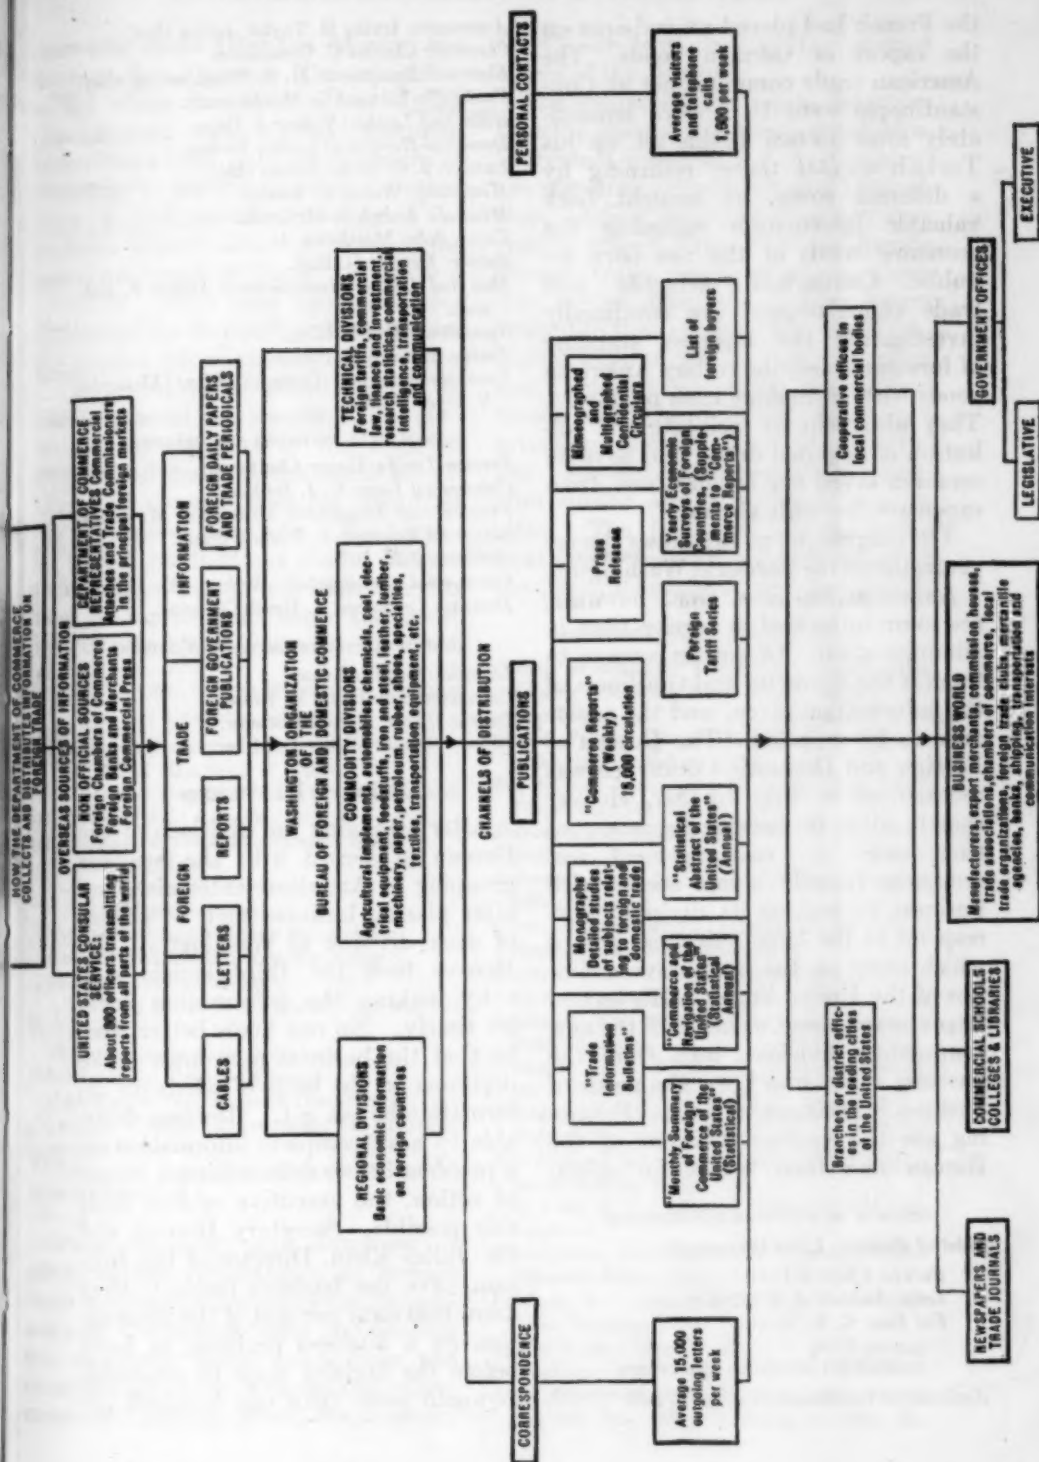 HOW THE DEPARTMENT OF COMMERCE
COLLECTS AND DISTRIBUTES INFORMATION ON
FOREIGN TRADE
OVERSEAS SOURCES OF INFORMATION
UNITED STATES CONSULAR
SERVICE:
About 800 officers transmitting
reports from all parts of the world
NON OFFICIAL SOURCES
Foreign Chambers of Commerce
Foreign Banks and Merchants
Foreign Commercial Press
DEPARTMENT OF COMMERCE
REPRESENTATIVES Commercial
Attaches and Trade Commissioners
in the principal foreign markets
FOREIGN TRADE INFORMATION
CABLES
LETTERS
REPORTS
FOREIGN GOVERNMENT
PUBLICATIONS
FOREIGN DAILY PAPERS
AND TRADE PERIODICALS
WASHINGTON ORGANIZATION
OF THE
BUREAU OF FOREIGN AND DOMESTIC COMMERCE
REGIONAL DIVISIONS
Basic economic information
on foreign countries
COMMODITY DIVISIONS
Agricultural implements, automobiles, chemicals, coal, elec-
trical equipment, foodstuffs, iron and steel, leather, lumber,
machinery, paper, petroleum, rubber, shoes, specialties,
textiles, transportation equipment, etc.,
TECHNICAL DIVISIONS
Foreign tariffs, commercial
law, finance and investment,
research statistics, commercial
intelligence, transportation
and communication
CHANNELS OF DISTRIBUTION
CORRESPONDENCE
PUBLICATIONS
PERSONAL CONTACTS
Average 15,000
outgoing letters
per week
"Trade
Information
Bulletins"
Monographs
Detailed studies
of subjects relat-
ing to foreign and
domestic trade
"Commerce Reports"
(Weekly)
15,000 circulation
Press
Releases
Mimeographed
and
Multigraphed
Confidential
Circulars
List of
foreign buyers
Average visitors
and telephone
calls
1,800 per week
"Monthly Summary
of Foreign
Commerce of the
United States"
(Statistical)
"Commerce and
Navigation of the
United States"
(Statistical
Annual)
"Statistical
Abstract of the
United States"
(Annual)
Foreign
Tariff Series
Yearly Economic
Surveys of Foreign
Countries, (Supple-
ments to "Com-
merce Reports")
Branches or district offic-
es in the leading cities
of the United States
Cooperative offices in
local commercial bodies
NEWSPAPERS AND
TRADE JOURNALS
COMMERCIAL SCHOOLS
COLLEGES & LIBRARIES
BUSINESS WORLD
Manufacturers, export merchants, commission houses,
trade associations, chambers of commerce, local
trade organizations, foreign trade clubs, mercantile
agencies, banks, shipping, transportation and
communication interests
GOVERNMENT OFFICES
LEGISLATIVE
EXECUTIVE